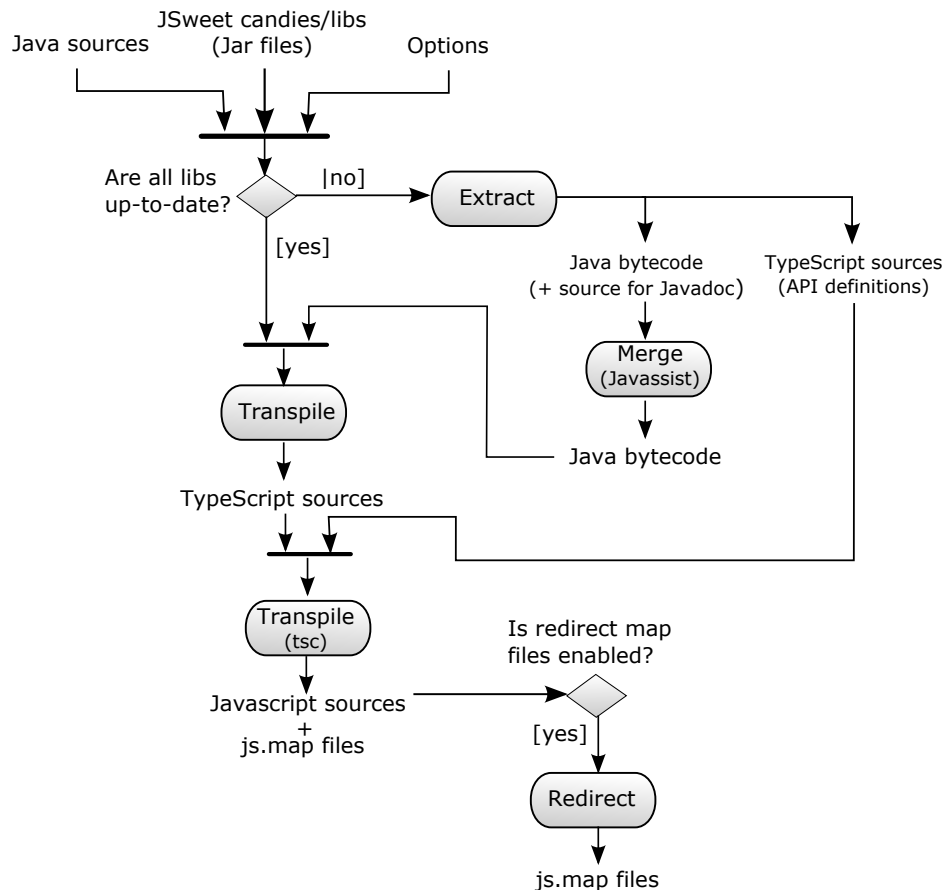 JSweet candies/libs
(Jar files)
Java sources
Options
Are all libs
up-to-date?
|no]
Extract
[yes]
Java bytecode
(+ source for Javadoc)
TypeScript sources
(API definitions)
Merge
(Javassist)
Transpile
Java bytecode
TypeScript sources
Transpile
(tsc)
Is redirect map
files enabled?
Javascript sources
+
js.map files
[yes]
Redirect
js.map files